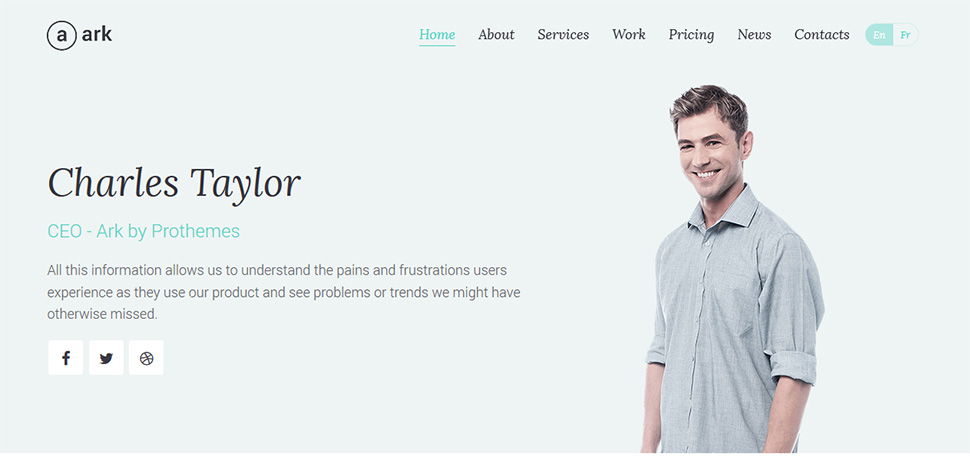 a ark
Home About Services Work Pricing News Contacts En Fr
Charles Taylor
CEO - Ark by Prothemes
All this information allows us to understand the pains and frustrations users
experience as they use our product and see problems or trends we might have
otherwise missed.